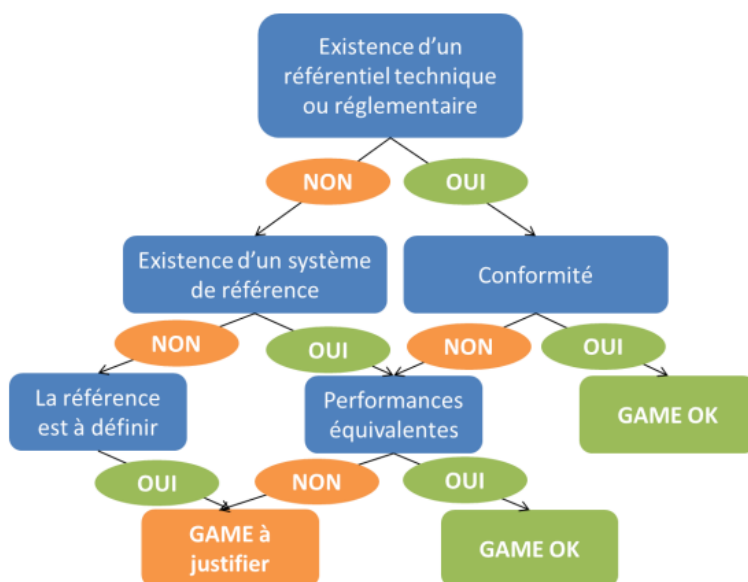 Existence d'un
référentiel technique
ou réglementaire
NON
OUI
Existence d'un système
de référence
Conformité
NON
OUI
NON
OUI
La référence
est à définir
Performances
équivalentes
GAME OK
OUI
NON
OUI
GAME à
justifier
GAME OK